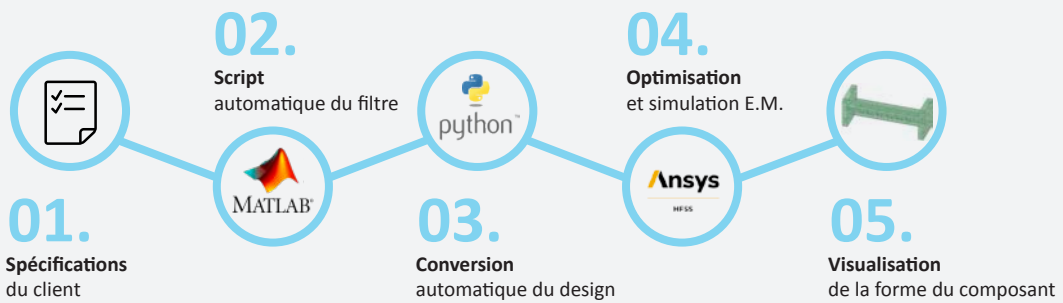 01.
Spécifications
du client
02.
Script
automatique du filtre
MATLAB®
03.
Conversion
automatique du design
python™
04.
Optimisation
et simulation E.M.
Ansys
HFSS
05.
Visualisation
de la forme du composant